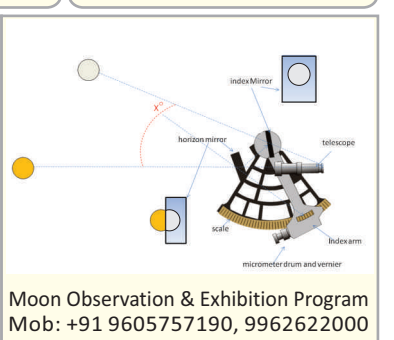 index Mirror
X°
horizon mirror
telescope
scale
Index arm
micrometer drum and vernier
Moon Observation & Exhibition Program
Mob: +91 9605757190, 9962622000